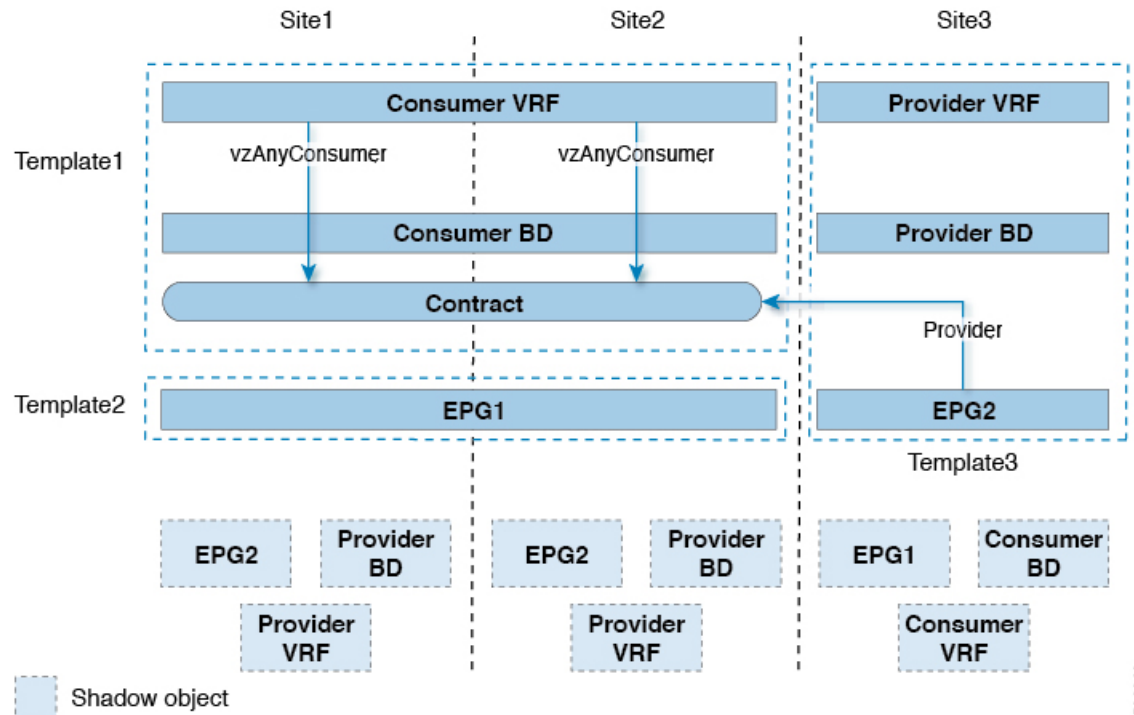 Site1 Site2 Site3
Consumer VRF Provider VRF
vzAnyConsumer vzAnyConsumer
Template1
Consumer BD Provider BD
Contract
Provider
Template2 EPG1 EPG2
Template3
EPG2 Provider EPG2 Provider EPG1 Consumer
BD BD BD
Provider Provider Consumer
VRF VRF VRF
Shadow object